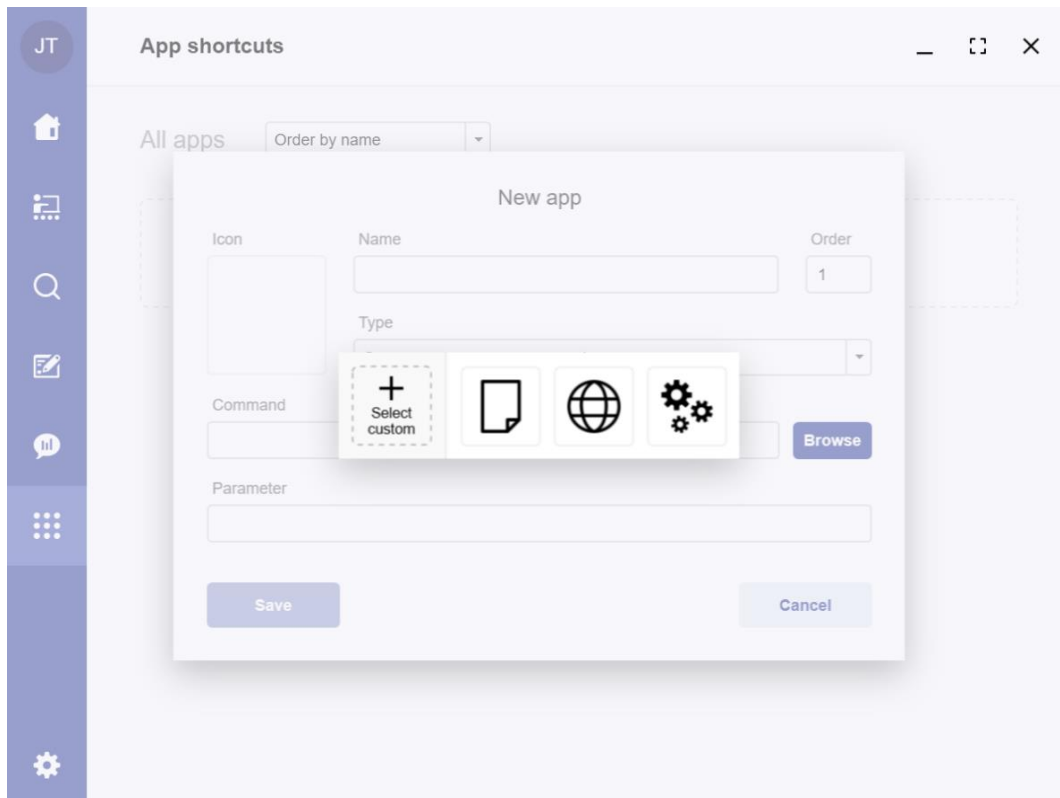 JT
App shortcuts
All apps
Order by name
New app
Icon
Name
Order
1
Type
Select
custom
Command
Browse
Parameter
Save
Cancel